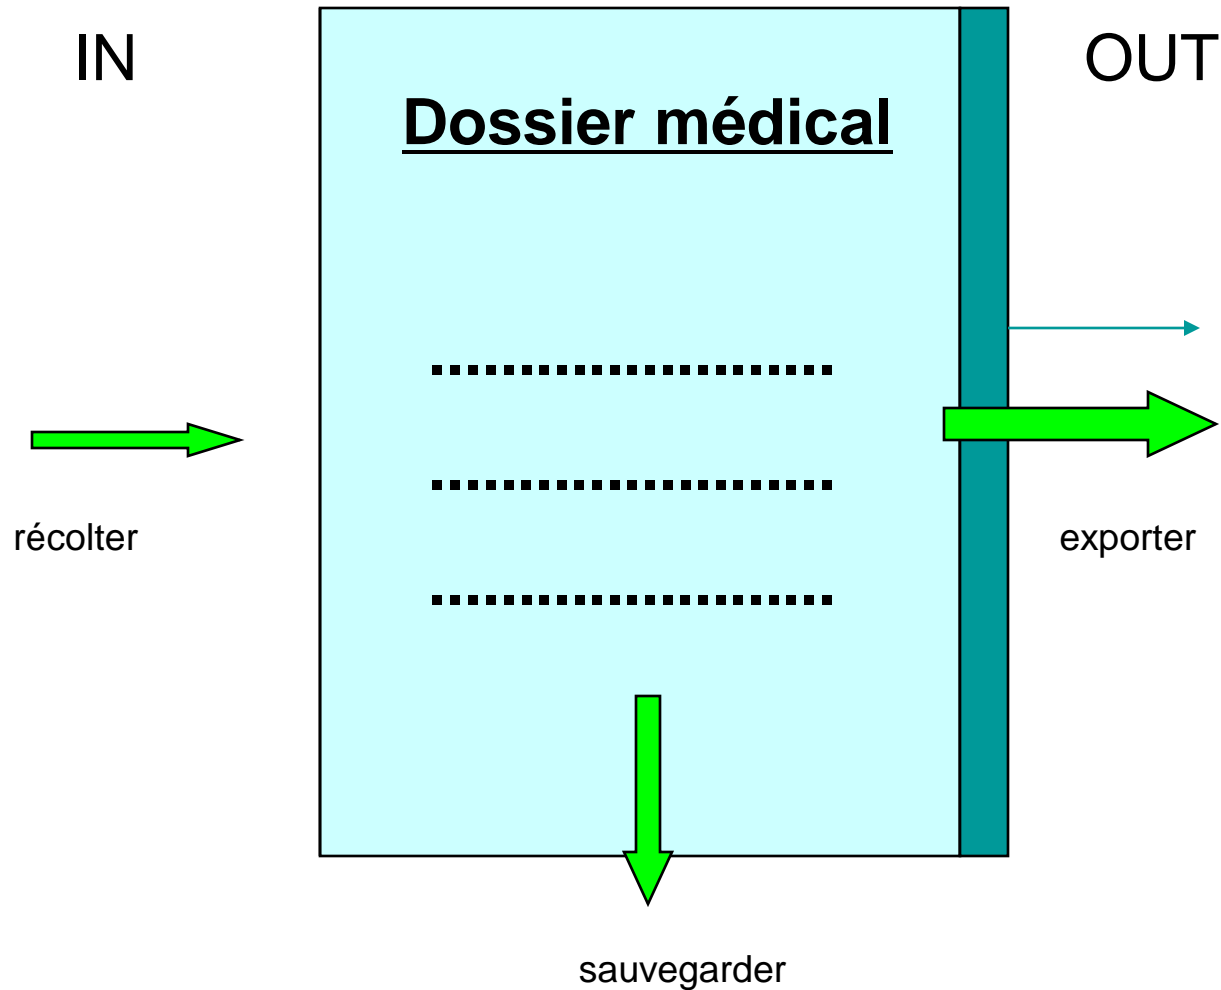 IN
OUT
Dossier médical
récolter
exporter
sauvegarder